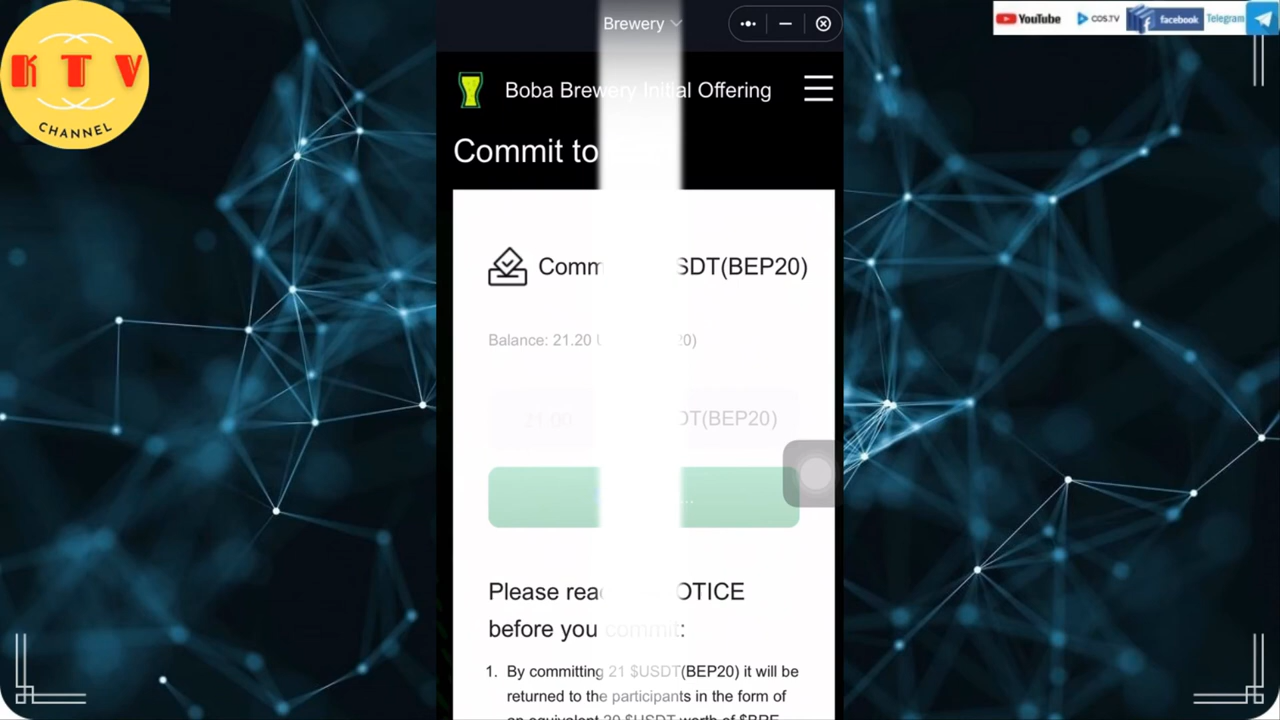 K T V
CHANNEL
YouTube
COS.TV
facebook
Telegram
Brewery
Boba Brewery Initial Offering
Commit to
Comm SDT(BEP20)
Balance: 21.20 U 20)
21.00 DT(BEP20)
...
Please rea OTICE
before you commit:
1. By committing 21 $USDT(BEP20) it will be
returned to the participants in the form of
an equivalent 20 $USDT worth of $BRE